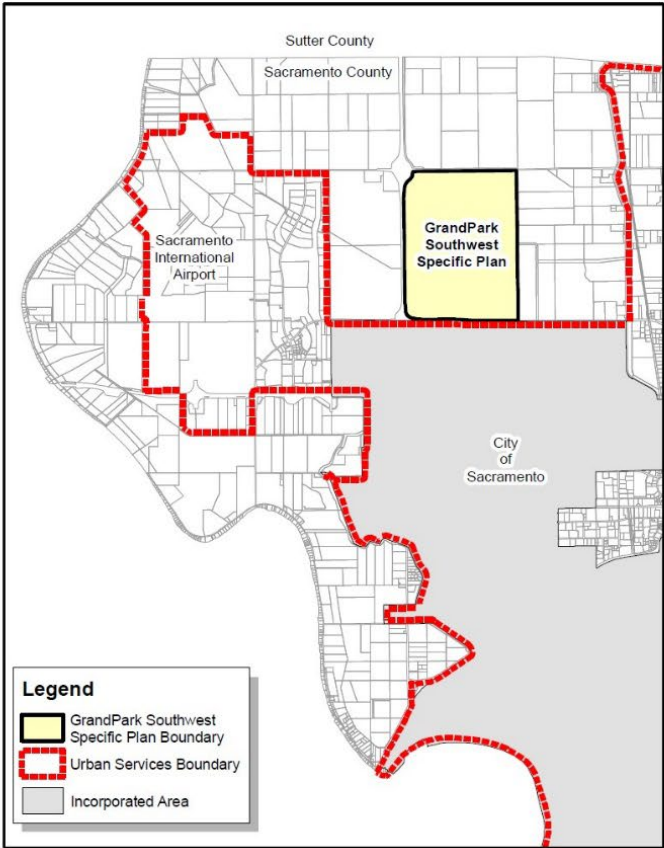 Sutter County
Sacramento County
GrandPark
Southwest
Specific Plan
Sacramento
International
Airport
City
of
Sacramento
Legend
GrandPark Southwest
Specific Plan Boundary
Urban Services Boundary
Incorporated Area